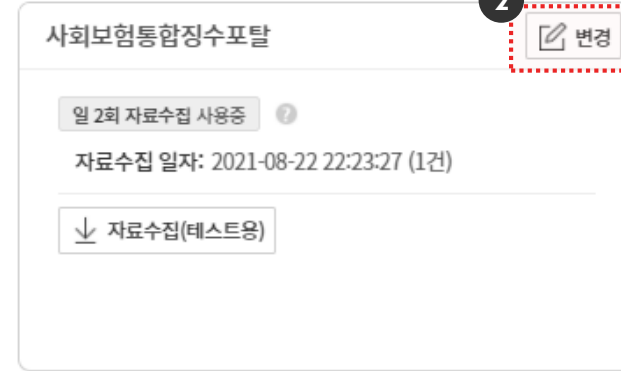 2
사회보험통합징수포탈
변경
일 2회 자료수집 사용중 ?
자료수집 일자: 2021-08-22 22:23:27 (1건)
자료수집(테스트용)